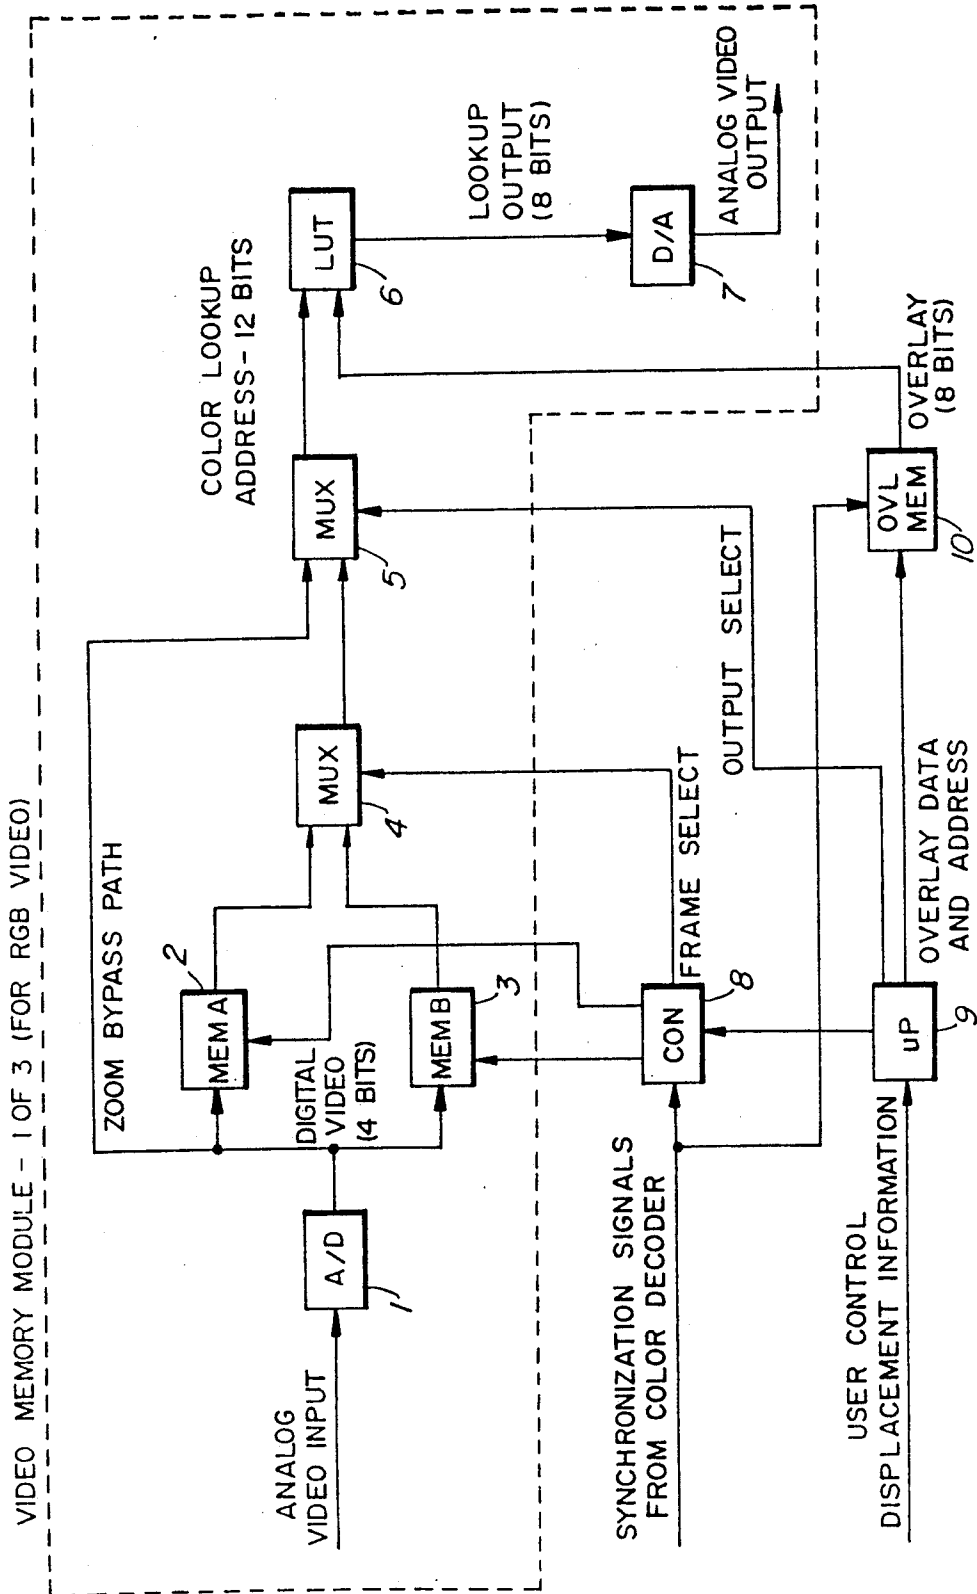 VIDEO MEMORY MODULE - 1 OF 3 (FOR RGB VIDEO)
ZOOM BYPASS PATH
COLOR LOOKUP
ADDRESS - 12 BITS
ANALOG
VIDEO INPUT
A/D
1
DIGITAL
VIDEO
(4 BITS)
MEM A
2
MEM B
3
MUX
4
MUX
5
LUT
6
LOOKUP
OUTPUT
(8 BITS)
D/A
7
ANALOG VIDEO
OUTPUT
SYNCHRONIZATION SIGNALS
FROM COLOR DECODER
CON
8
FRAME SELECT
OUTPUT SELECT
USER CONTROL
DISPLACEMENT INFORMATION
uP
9
OVERLAY DATA
AND ADDRESS
OVL
MEM
10
OVERLAY
(8 BITS)